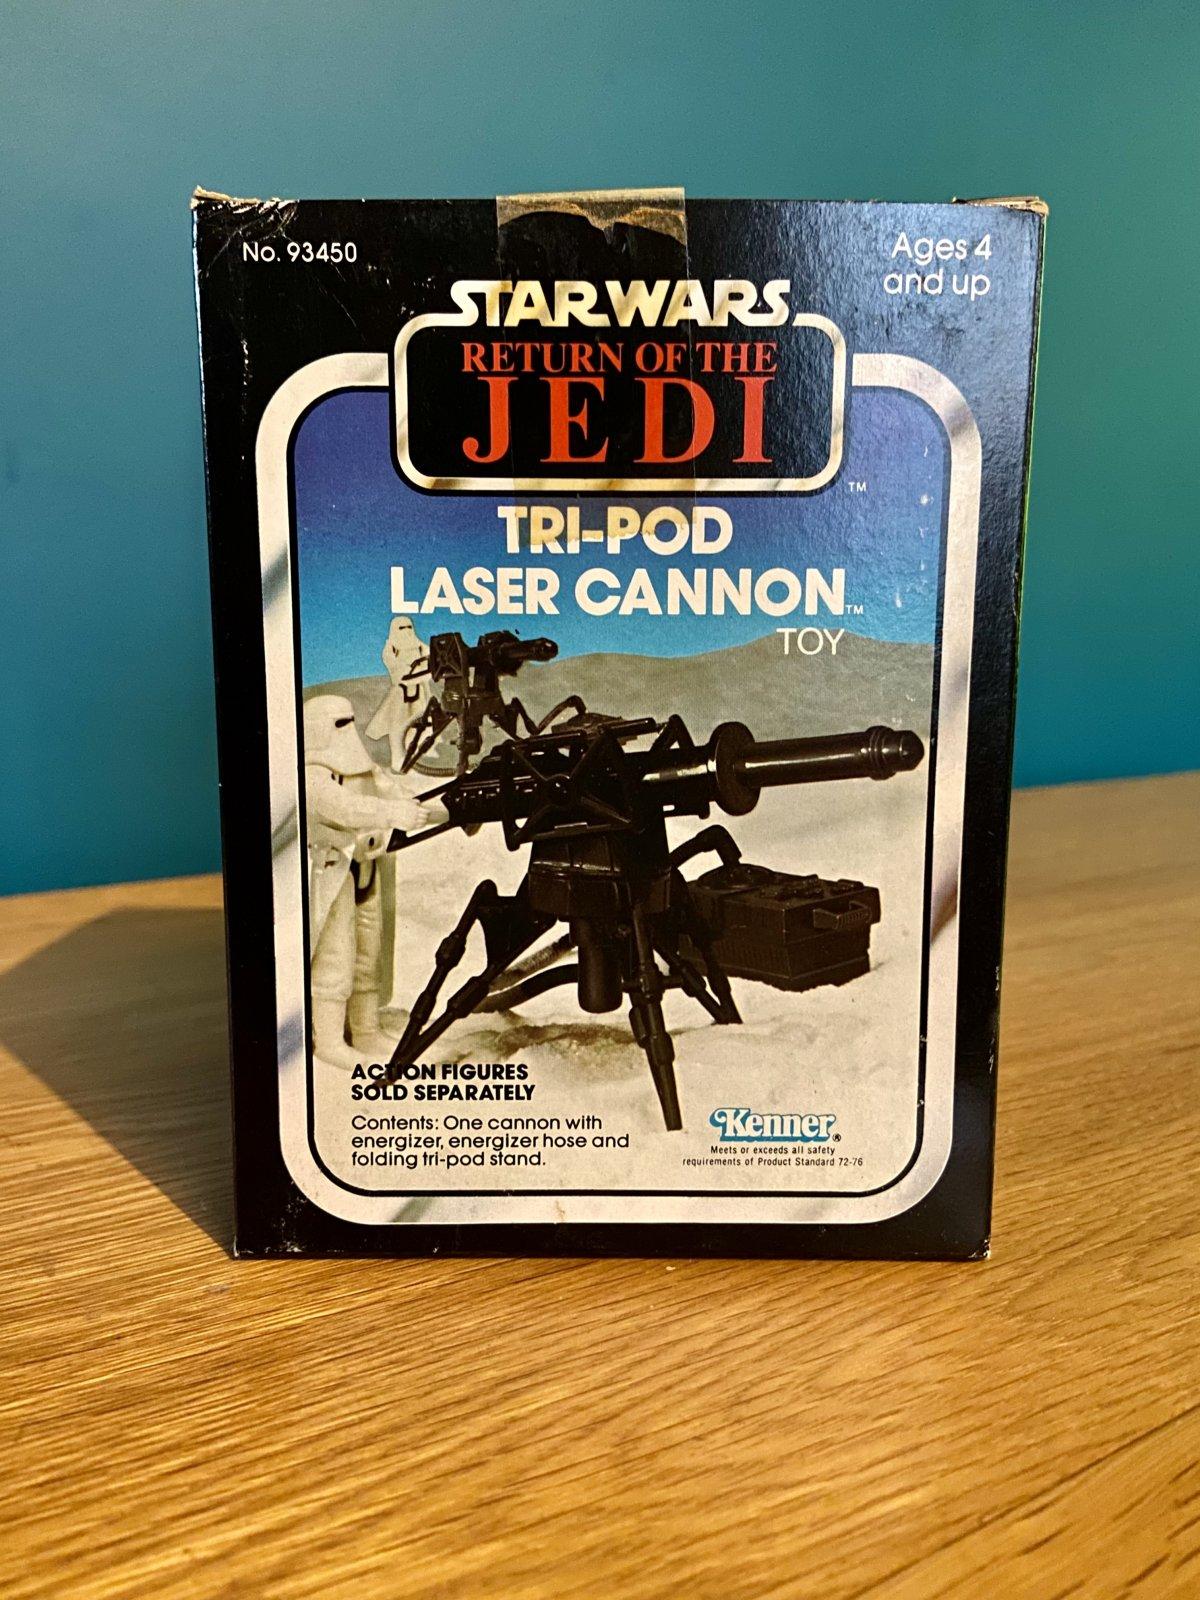 No. 93450
Ages 4
and up
STAR WARS
RETURN OF THE
JEDI
TM
TRI-POD
LASER CANNON TM
TOY
ACTION FIGURES
SOLD SEPARATELY
Contents: One cannon with
energizer, energizer hose and
folding tri-pod stand.
Kenner®
Meets or exceeds all safety
requirements of Product Standard 72-76